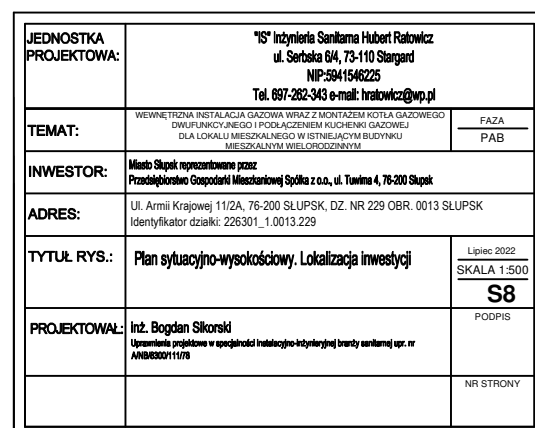 JEDNOSTKA
PROJEKTOWA:
"IS" Inżynieria Sanitarna Hubert Ratowicz
ul. Serbska 6/4, 73-110 Stargard
NIP:5941546225
Tel. 697-262-343 e-mail: hratowicz@wp.pl
TEMAT:
WEWNĘTRZNA INSTALACJA GAZOWA WRAZ Z MONTAŻEM KOTŁA GAZOWEGO
DWUFUNKCYJNEGO I PODŁĄCZENIEM KUCHENKI GAZOWEJ
DLA LOKALU MIESZKALNEGO W ISTNIEJĄCYM BUDYNKU
MIESZKALNYM WIELORODZINNYM
FAZA
PAB
INWESTOR:
Miasto Słupsk reprezentowane przez
Przedsiębiorstwo Gospodarki Mieszkaniowej Spółka z o.o., ul. Tuwima 4, 76-200 Słupsk
ADRES:
Ul. Armii Krajowej 11/2A, 76-200 SŁUPSK, DZ. NR 229 OBR. 0013 SŁUPSK
Identyfikator działki: 226301_1.0013.229
TYTUŁ RYS.:
Plan sytuacyjno-wysokościowy. Lokalizacja inwestycji
Lipiec 2022
SKALA 1:500
S8
PROJEKTOWAŁ:
inż. Bogdan Sikorski
Uprawnienia projektowe w specjalności instalacyjno-inżynieryjnej branży sanitarnej upr. nr
A/NB/8300/111/78
PODPIS
NR STRONY